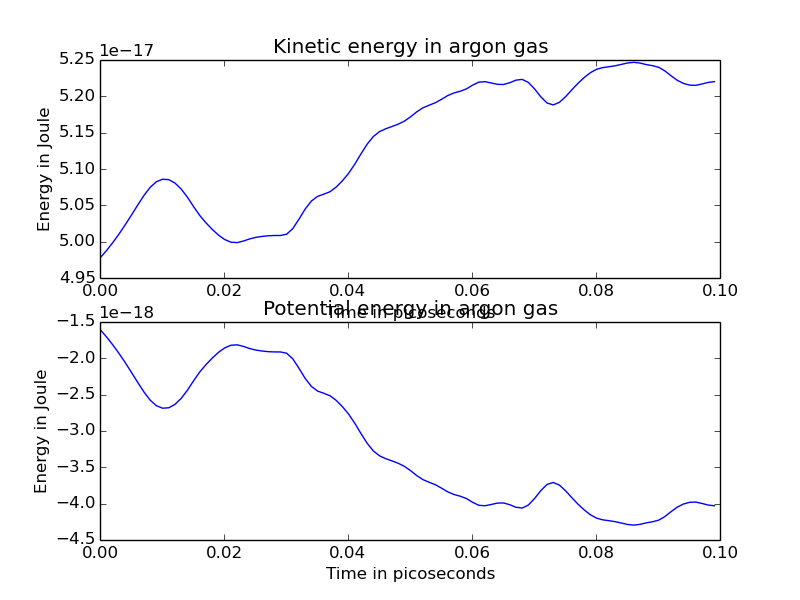 Kinetic energy in argon gas
1e−17
5.25
5.20
5.15
5.10
5.05
5.00
4.95
Energy in Joule
0.00 0.02 0.04 0.06 0.08 0.10
Time in picoseconds
Potential energy in argon gas
1e−18
−1.5
−2.0
−2.5
−3.0
−3.5
−4.0
−4.5
Energy in Joule
0.00 0.02 0.04 0.06 0.08 0.10
Time in picoseconds